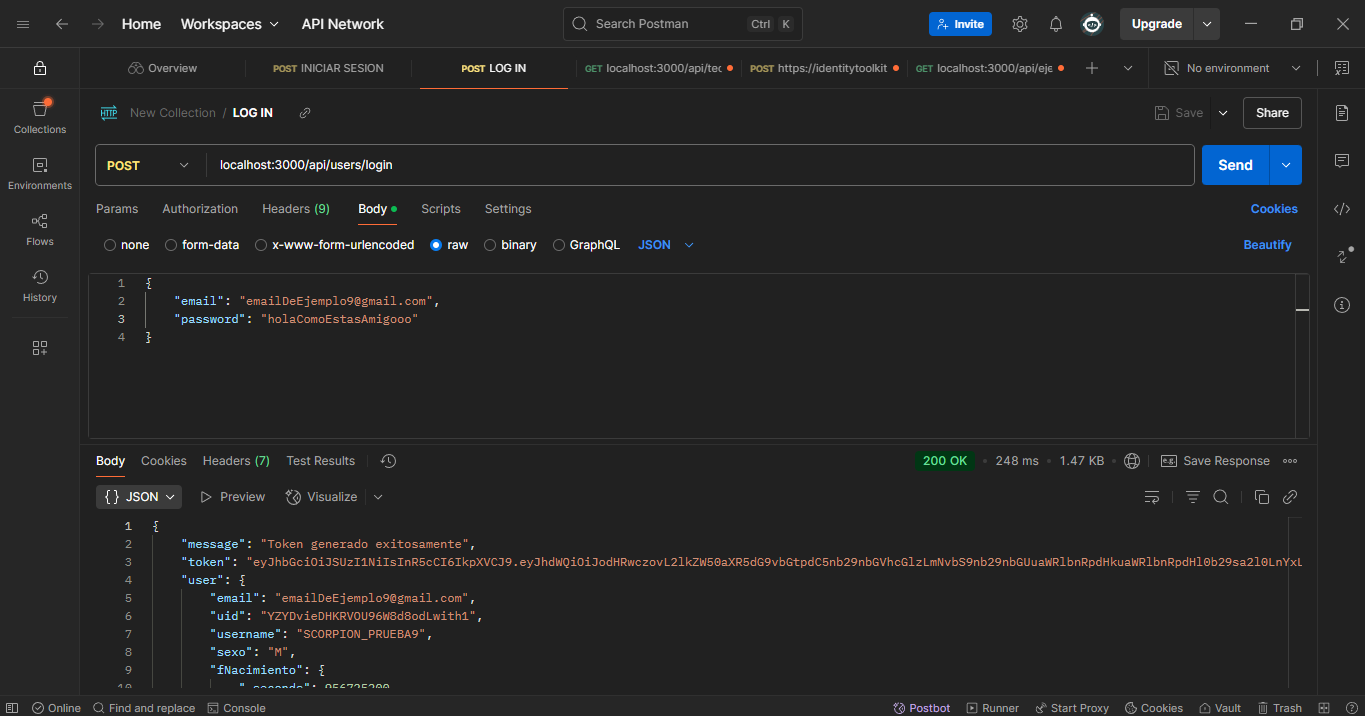 Home Workspaces API Network Search Postman Ctrl K Invite Upgrade
Overview POST INICIAR SESION POST LOG IN GET localhost:3000/api/tec POST https://identitytoolkit GET localhost:3000/api/eje No environment
Collections
Environments
Flows
History
HTTP New Collection / LOG IN Save Share
POST localhost:3000/api/users/login Send
Params Authorization Headers (9) Body Scripts Settings Cookies
none form-data x-www-form-urlencoded raw binary GraphQL JSON Beautify
1 {
2 "email": "emailDeEjemplo9@gmail.com",
3 "password": "holaComoEstasAmigooo"
4 }
Body Cookies Headers (7) Test Results 200 OK 248 ms 1.47 KB e.g. Save Response
{} JSON Preview Visualize
1 {
2 "message": "Token generado exitosamente",
3 "token": "eyJhbGciOiJSUzI1NiIsInR5cCI6IkpXVCJ9.eyJhdWQiOiJodHRwczovL2lkZW50aXR5dG9vbGtpdC5nb29nbGVhcGlzLmNvbS9nb29nbGUuaWRlbnRpdHkuaWRlbnRpdHl0b29sa2l0LnYxL
4 "user": {
5 "email": "emailDeEjemplo9@gmail.com",
6 "uid": "YZYDvieDHKRVOU96W8d8odLwith1",
7 "username": "SCORPION_PRUEBA9",
8 "sexo": "M",
9 "fNacimiento": {
10 "_seconds": 956725200
Online Find and replace Console Postbot Runner Start Proxy Cookies Vault Trash